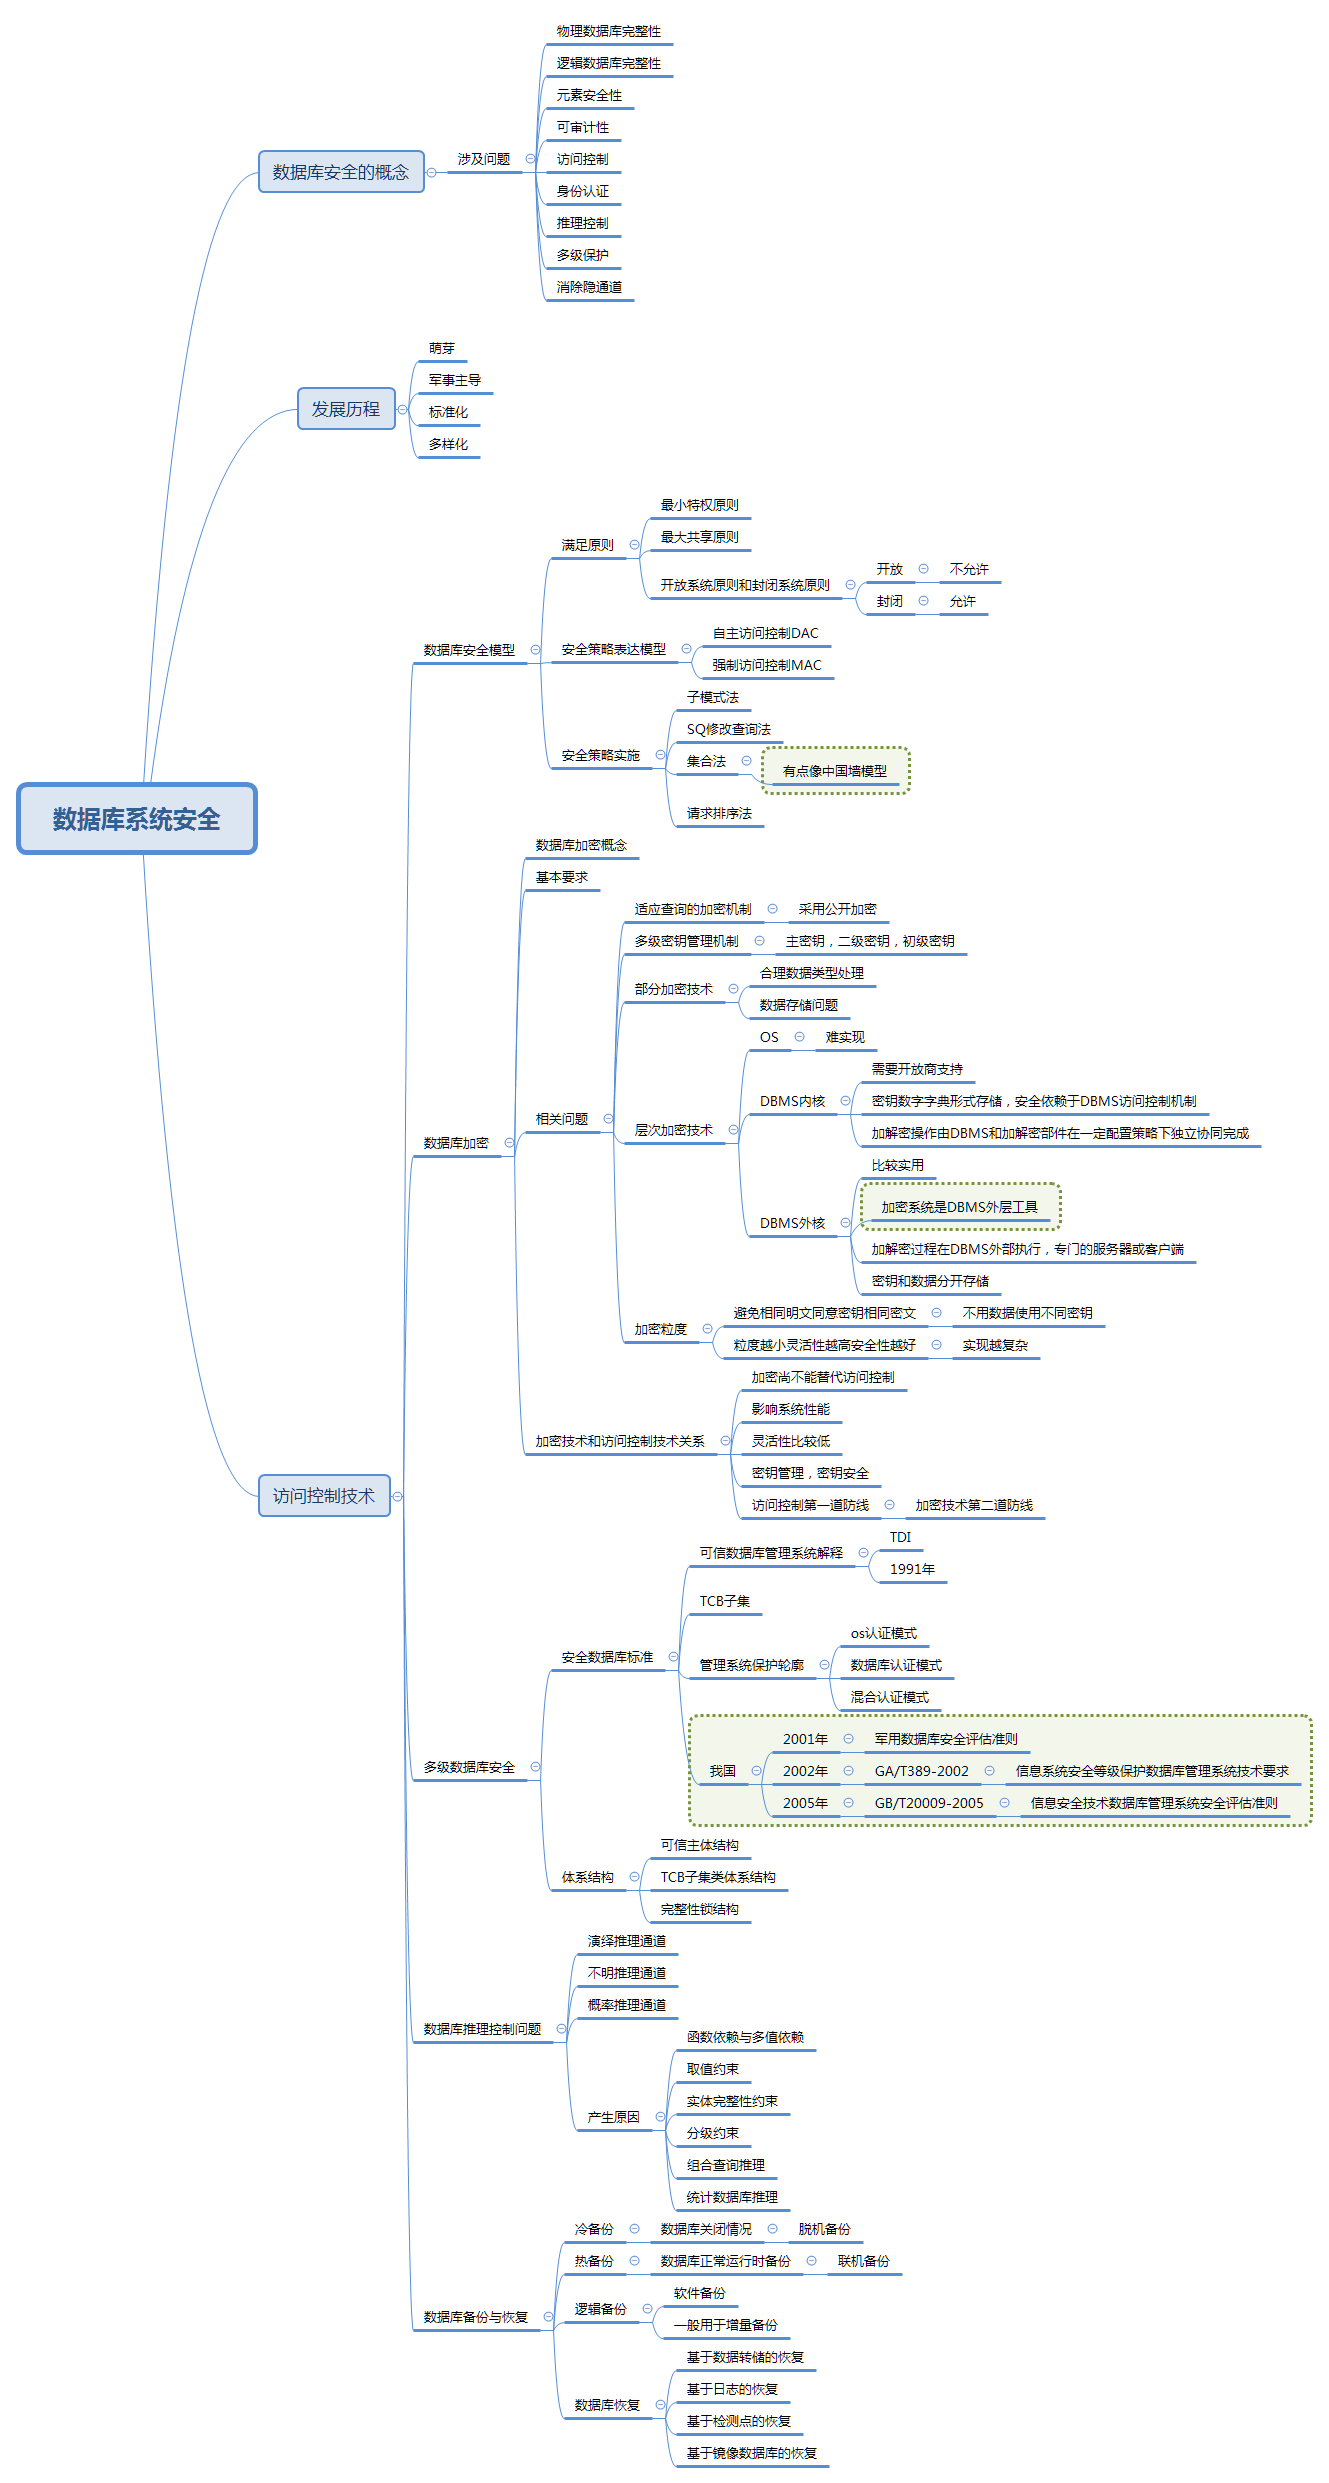 物理数据库完整性
逻辑数据库完整性
元素安全性
可审计性
数据库安全的概念
涉及问题
访问控制
身份认证
推理控制
多级保护
消除隐通道
发展历程
萌芽
军事主导
标准化
多样化
数据库系统安全
访问控制技术
数据库安全模型
满足原则
最小特权原则
最大共享原则
开放系统原则和封闭系统原则
开放
不允许
封闭
允许
安全策略表达模型
自主访问控制DAC
强制访问控制MAC
安全策略实施
子模式法
SQ修改查询法
集合法
有点像中国墙模型
请求排序法
数据库加密
数据库加密概念
基本要求
相关问题
适应查询的加密机制
采用公开加密
多级密钥管理机制
主密钥，二级密钥，初级密钥
部分加密技术
合理数据类型处理
数据存储问题
层次加密技术
OS
难实现
DBMS内核
需要开放商支持
密钥数字字典形式存储，安全依赖于DBMS访问控制机制
加解密操作由DBMS和加解密部件在一定配置策略下独立协同完成
DBMS外核
比较实用
加密系统是DBMS外层工具
加解密过程在DBMS外部执行，专门的服务器或客户端
密钥和数据分开存储
加密粒度
避免相同明文同意密钥相同密文
不用数据使用不同密钥
粒度越小灵活性越高安全性越好
实现越复杂
加密技术和访问控制技术关系
加密尚不能替代访问控制
影响系统性能
灵活性比较低
密钥管理，密钥安全
访问控制第一道防线
加密技术第二道防线
多级数据库安全
安全数据库标准
可信数据库管理系统解释
TDI
1991年
TCB子集
管理系统保护轮廓
os认证模式
数据库认证模式
混合认证模式
我国
2001年
军用数据库安全评估准则
2002年
GA/T389-2002
信息系统安全等级保护数据库管理系统技术要求
2005年
GB/T20009-2005
信息安全技术数据库管理系统安全评估准则
体系结构
可信主体结构
TCB子集类体系结构
完整性锁结构
数据库推理控制问题
演绎推理通道
不明推理通道
概率推理通道
产生原因
函数依赖与多值依赖
取值约束
实体完整性约束
分级约束
组合查询推理
统计数据库推理
数据库备份与恢复
冷备份
数据库关闭情况
脱机备份
热备份
数据库正常运行时备份
联机备份
逻辑备份
软件备份
一般用于增量备份
数据库恢复
基于数据转储的恢复
基于日志的恢复
基于检测点的恢复
基于镜像数据库的恢复